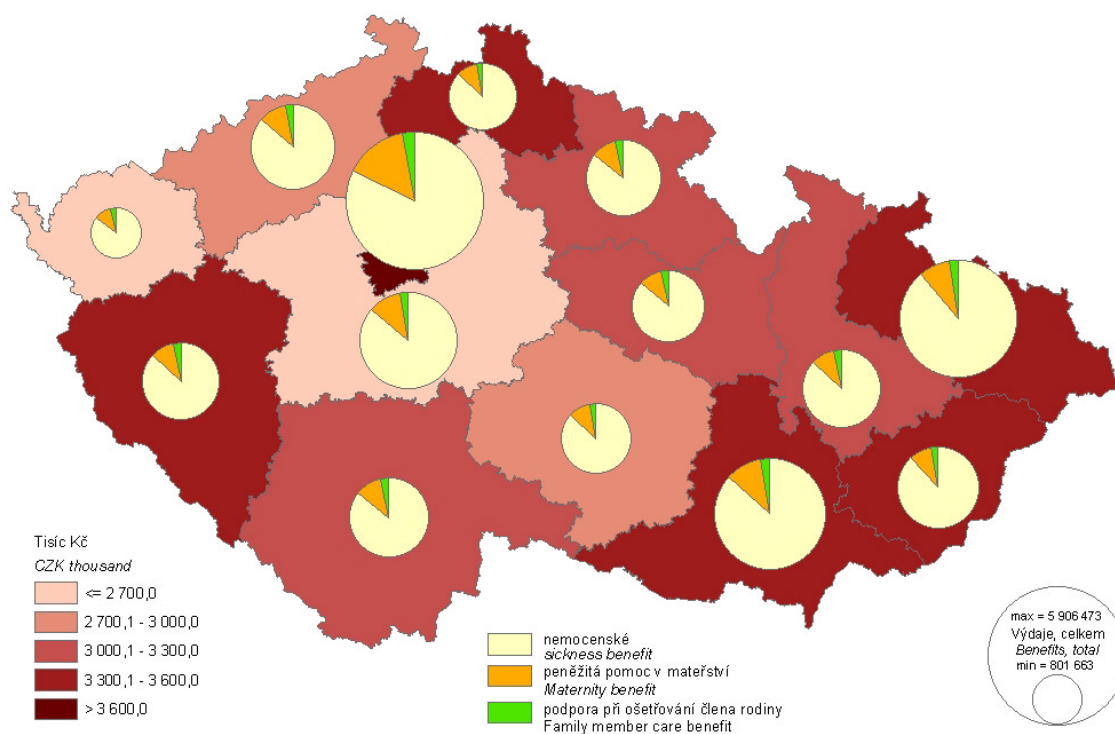 Tisíc Kč
CZK thousand
<= 2 700,0
2 700,1 - 3 000,0
3 000,1 - 3 300,0
3 300,1 - 3 600,0
> 3 600,0
nemocenské
sickness benefit
peněžitá pomoc v mateřství
Maternity benefit
podpora při ošetřování člena rodiny
Family member care benefit
max = 5 906 473
Výdaje, celkem
Benefits, total
min = 801 663